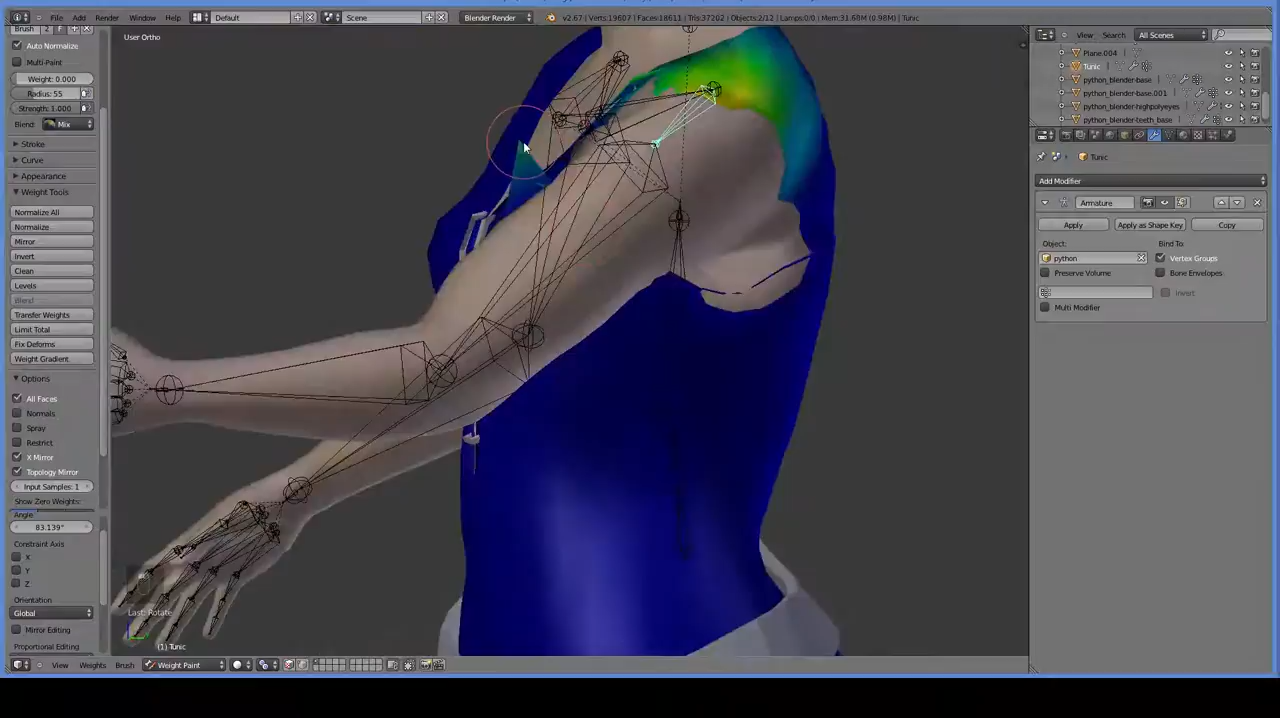 File Add Render Window Help Default Scene Blender Render v2.67 | Verts:19607 | Faces:18611 | Tris:37202 | Objects:2/12 | Lamps:0/0 | Mem:31.60M (0.98M) | Tunic
Brush 2 F
Auto Normalize
Multi-Paint
Weight: 0.000
Radius: 55
Strength: 1.000
Blend: Mix
Stroke
Curve
Appearance
Weight Tools
Normalize All
Normalize
Mirror
Invert
Clean
Levels
Blend
Transfer Weights
Limit Total
Fix Deforms
Weight Gradient
Options
All Faces
Normals
Spray
Restrict
X Mirror
Topology Mirror
Input Samples: 1
Show Zero Weights:
Angle
83.139°
Constraint Axis
X
Y
Z
Orientation
Global
Mirror Editing
Proportional Editing
User Ortho
Last: Rotate
(1) Tunic
View Weights Brush Weight Paint
View Search All Scenes
Plane.004
Tunic
python_blender-base
python_blender-base.001
python_blender-highpolyeyes
python_blender-teeth_base
Tunic
Add Modifier
Armature
Apply Apply as Shape Key Copy
Object: Bind To:
python Vertex Groups
Preserve Volume Bone Envelopes
Invert
Multi Modifier